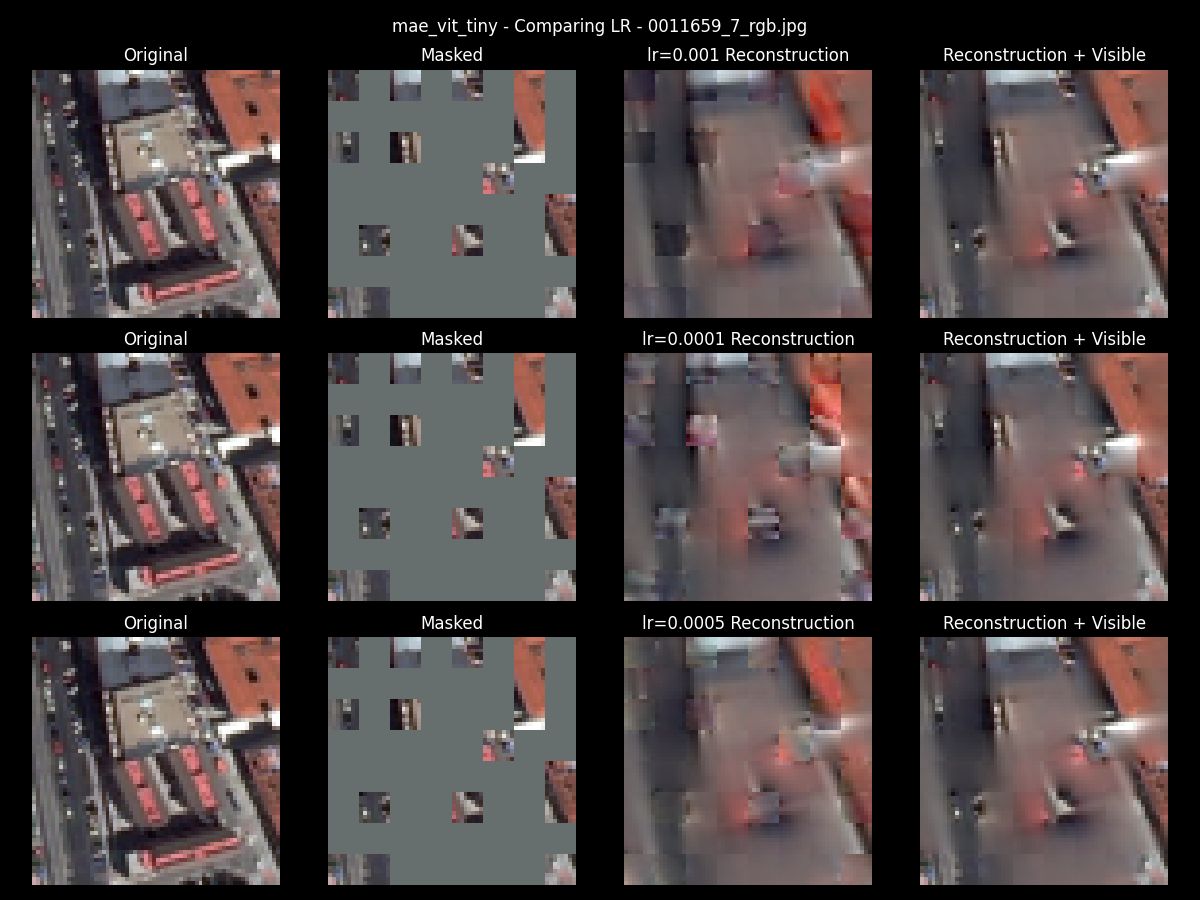 mae_vit_tiny - Comparing LR - 0011659_7_rgb.jpg
Original
Masked
lr=0.001 Reconstruction
Reconstruction + Visible
Original
Masked
lr=0.0001 Reconstruction
Reconstruction + Visible
Original
Masked
lr=0.0005 Reconstruction
Reconstruction + Visible